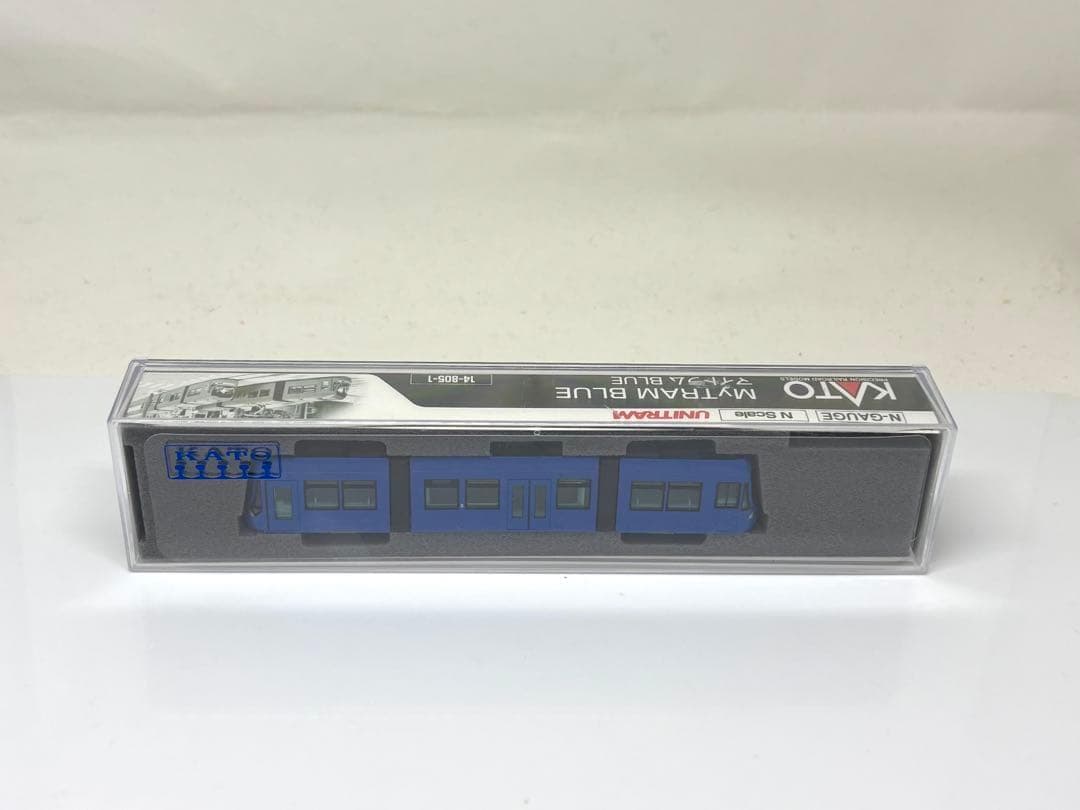 KATO
PRECISION RAILROAD MODELS
N-GAUGE
N Scale
UNITRAM
MyTRAM BLUE
マイトラム BLUE
14-805-1
KATO